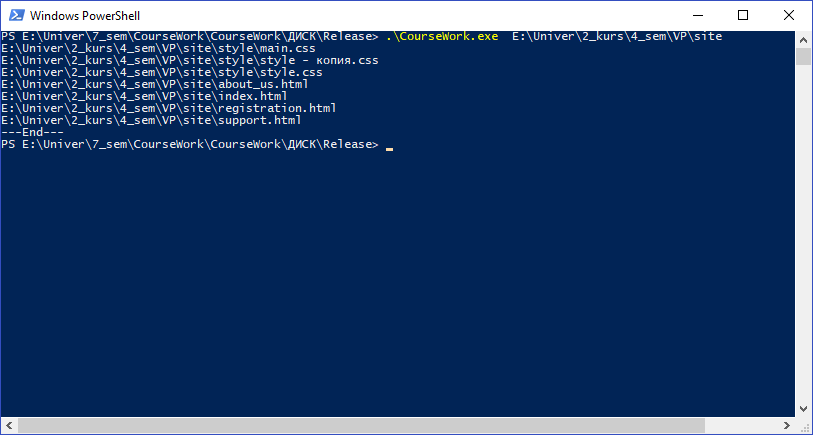 Windows PowerShell
PS E:\Univer\7_sem\CourseWork\CourseWork\ДИСК\Release> .\CourseWork.exe  E:\Univer\2_kurs\4_sem\VP\site
E:\Univer\2_kurs\4_sem\VP\site\style\main.css
E:\Univer\2_kurs\4_sem\VP\site\style\style - копия.css
E:\Univer\2_kurs\4_sem\VP\site\style\style.css
E:\Univer\2_kurs\4_sem\VP\site\about_us.html
E:\Univer\2_kurs\4_sem\VP\site\index.html
E:\Univer\2_kurs\4_sem\VP\site\registration.html
E:\Univer\2_kurs\4_sem\VP\site\support.html
---End---
PS E:\Univer\7_sem\CourseWork\CourseWork\ДИСК\Release>